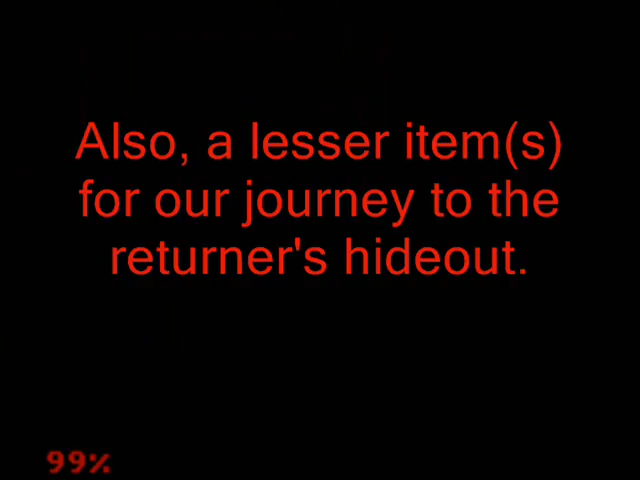 Also, a lesser item(s)
for our journey to the
returner's hideout.
99%